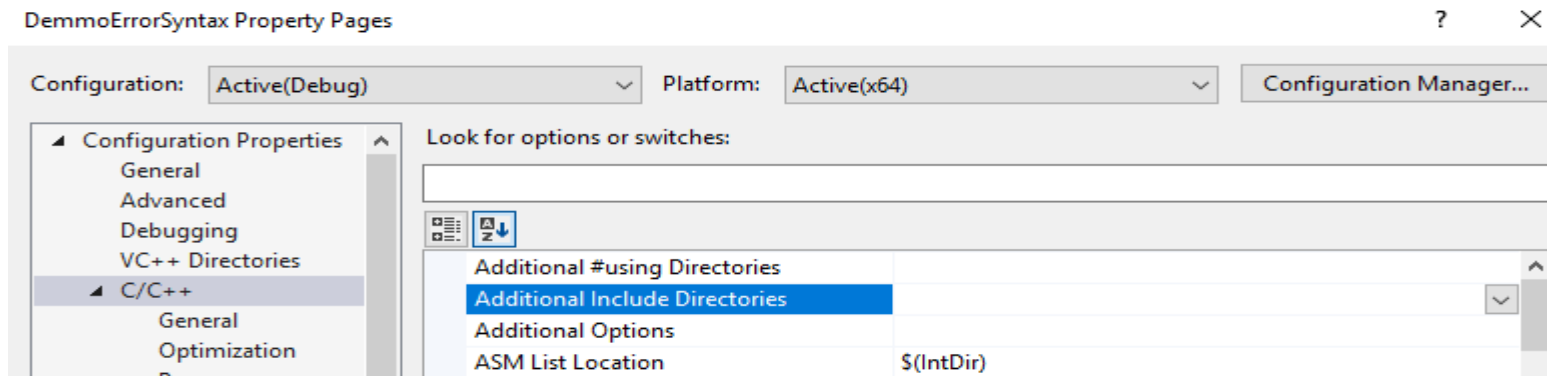 DemmoErrorSyntax Property Pages
? ×
Configuration: Active(Debug) Platform: Active(x64) Configuration Manager...
Configuration Properties
General
Advanced
Debugging
VC++ Directories
C/C++
General
Optimization
Look for options or switches:
Additional #using Directories
Additional Include Directories
Additional Options
ASM List Location $(IntDir)